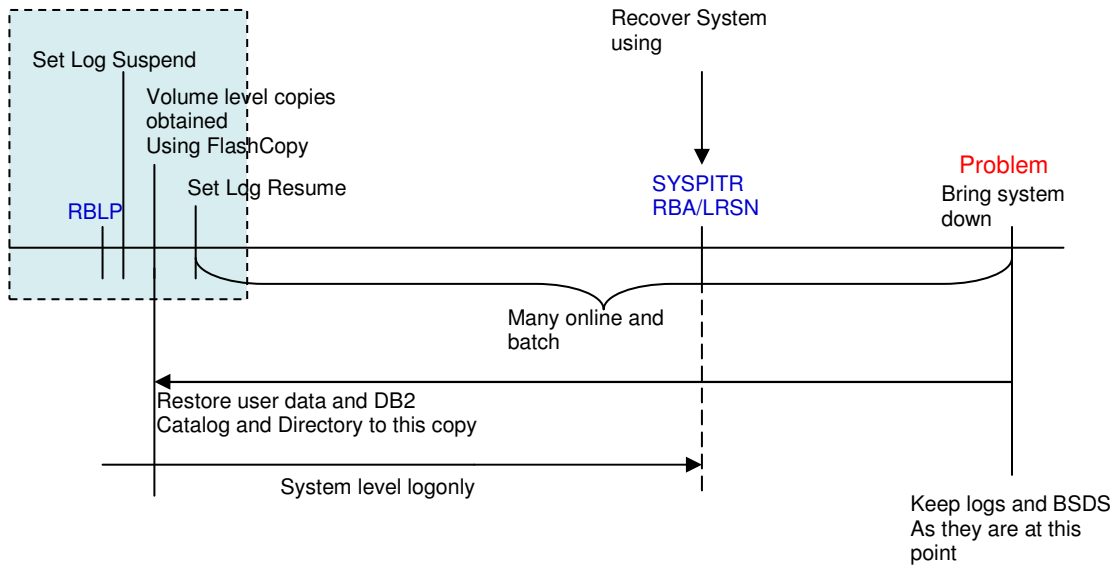 Recover System
using
Set Log Suspend
Volume level copies
obtained
Using FlashCopy
Set Log Resume
RBLP
SYSPITR
RBA/LRSN
Problem
Bring system
down
Many online and
batch
Restore user data and DB2
Catalog and Directory to this copy
System level logonly
Keep logs and BSDS
As they are at this
point